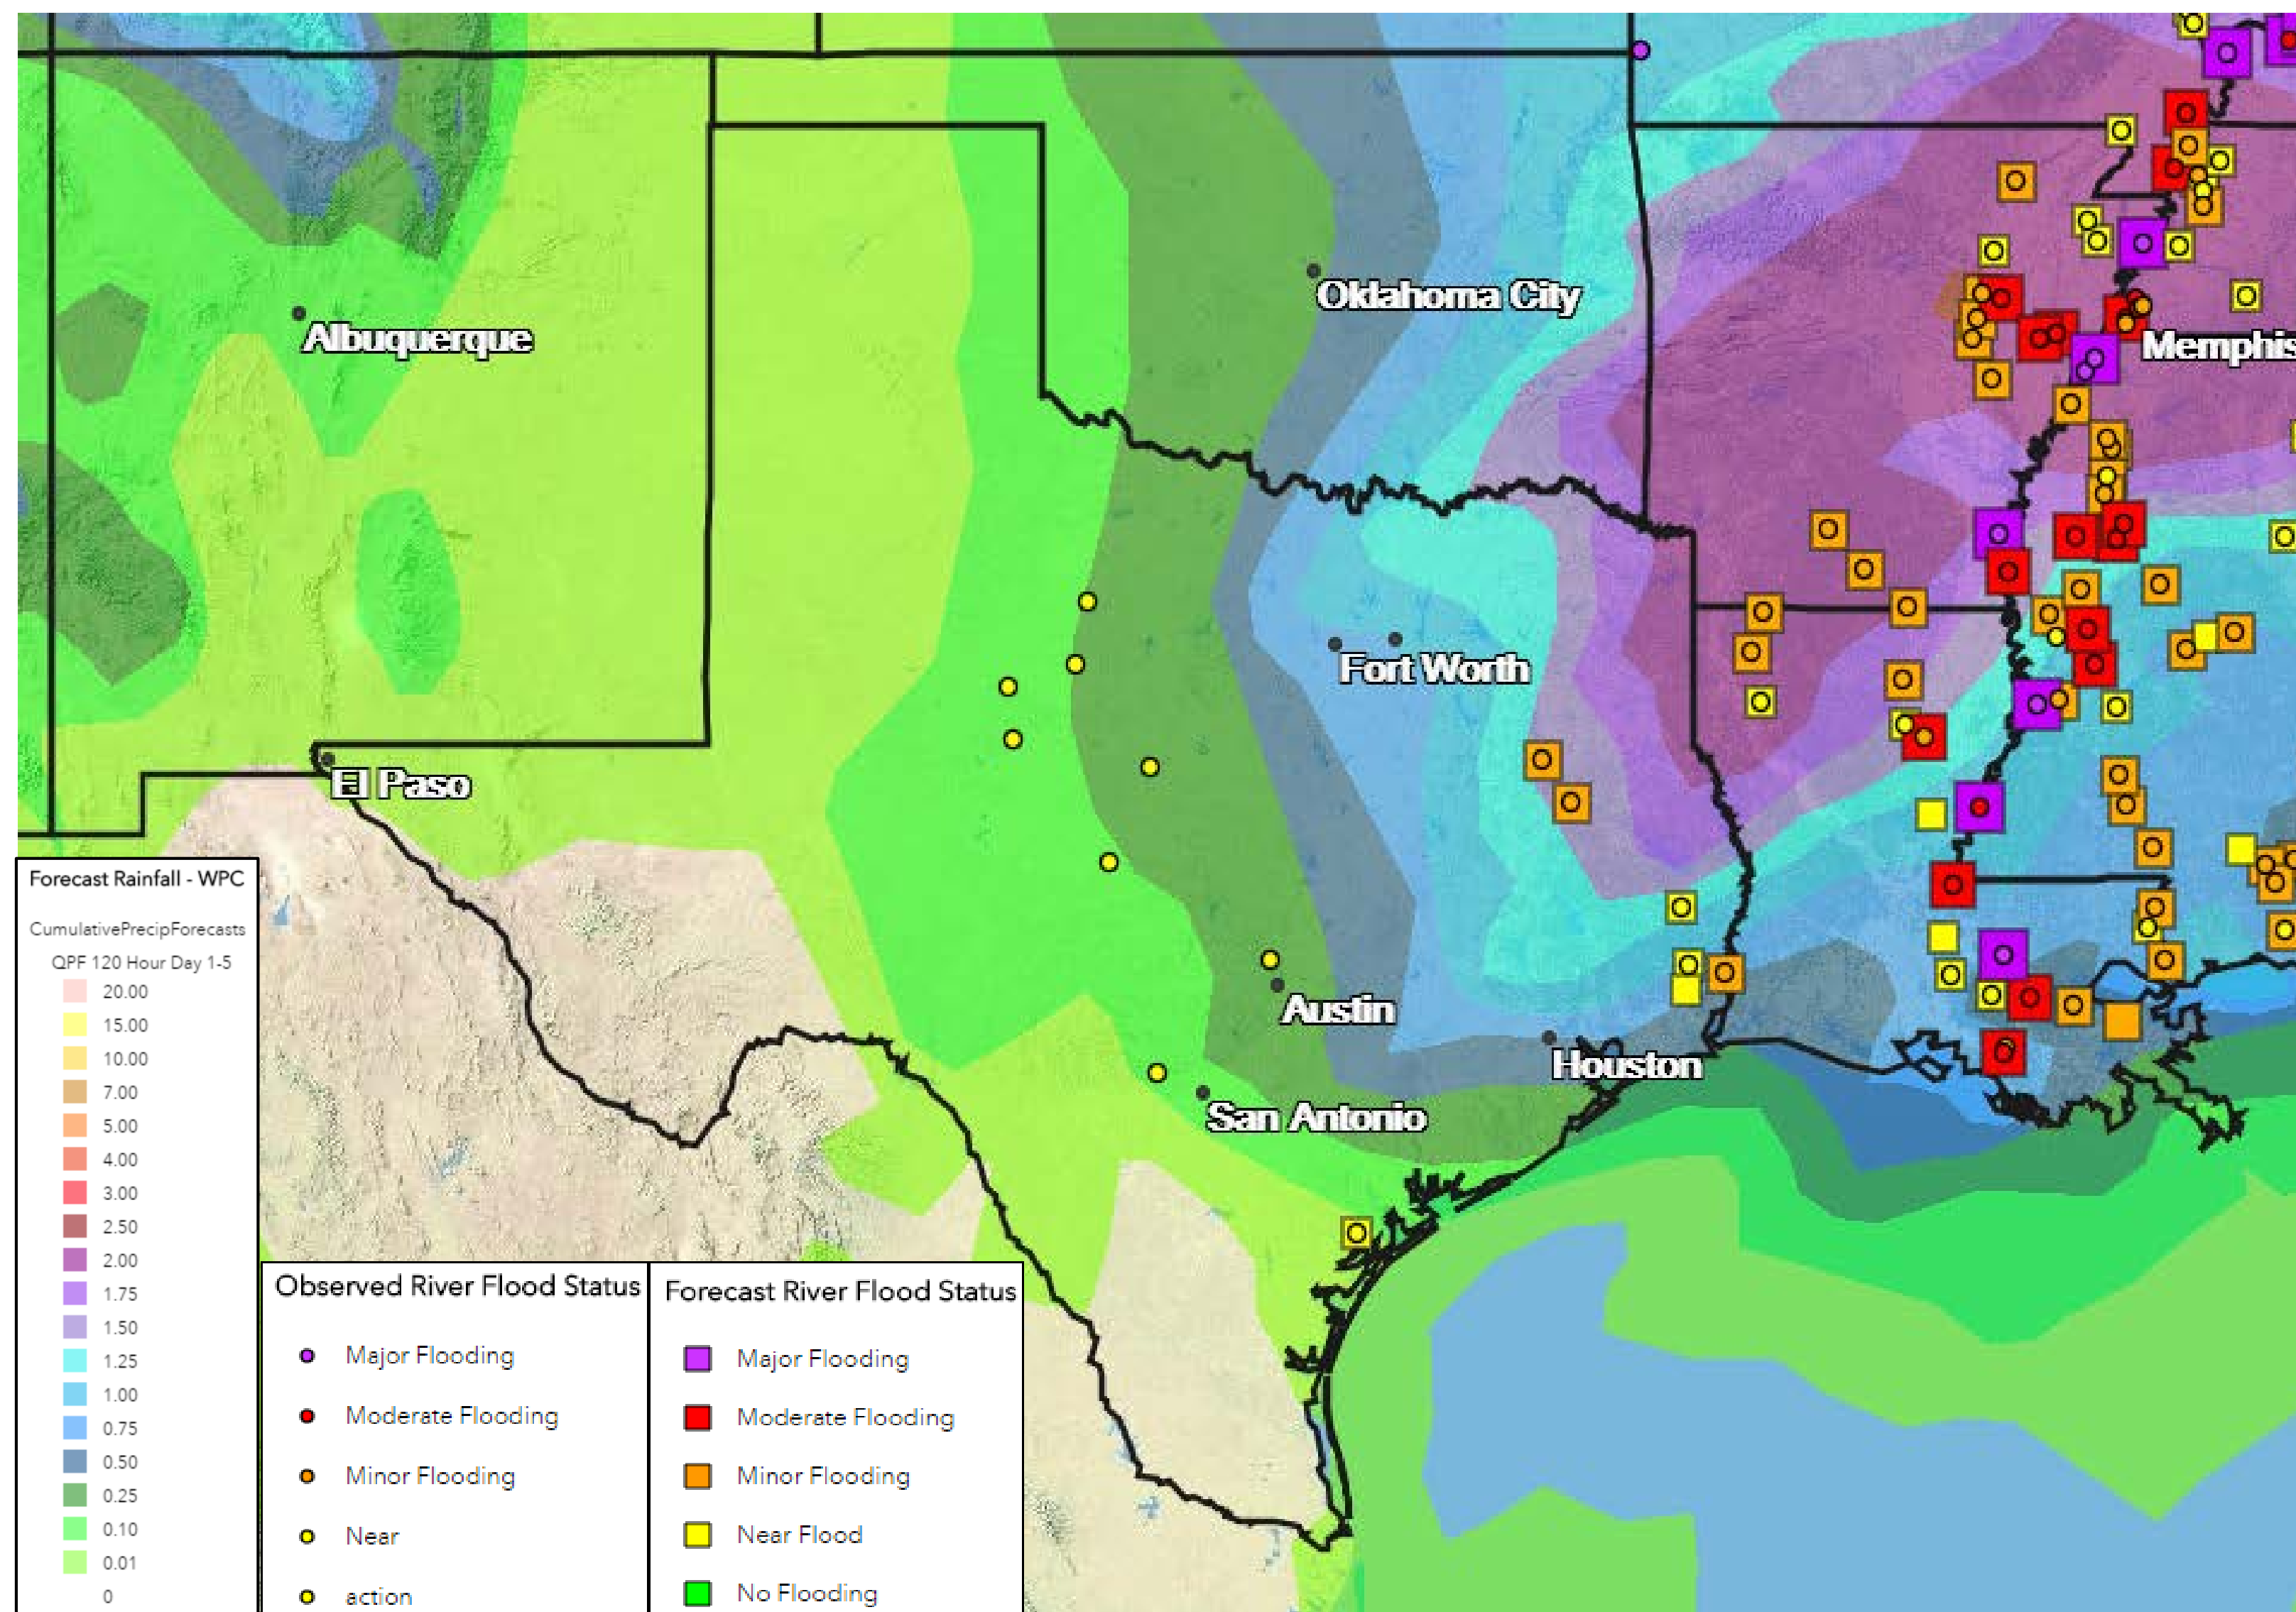 Oklahoma City
Albuquerque
Memphis
Fort Worth
El Paso
Austin
Houston
San Antonio
Forecast Rainfall - WPC
CumulativePrecipForecasts
QPF 120 Hour Day 1-5
20.00
15.00
10.00
7.00
5.00
4.00
3.00
2.50
2.00
1.75
1.50
1.25
1.00
0.75
0.50
0.25
0.10
0.01
0
Observed River Flood Status
Major Flooding
Moderate Flooding
Minor Flooding
Near
action
Forecast River Flood Status
Major Flooding
Moderate Flooding
Minor Flooding
Near Flood
No Flooding